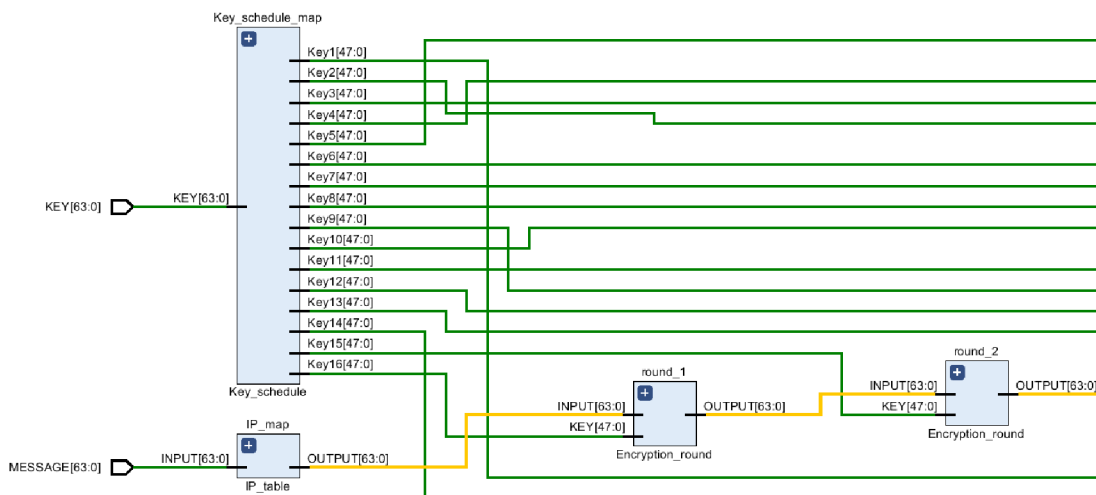 Key_schedule_map
Key1[47:0]
Key2[47:0]
Key3[47:0]
Key4[47:0]
Key5[47:0]
Key6[47:0]
Key7[47:0]
KEY[63:0]
KEY[63:0]
Key8[47:0]
Key9[47:0]
Key10[47:0]
Key11[47:0]
Key12[47:0]
Key13[47:0]
Key14[47:0]
Key15[47:0]
Key16[47:0]
Key_schedule
round_1
INPUT[63:0]
OUTPUT[63:0]
KEY[47:0]
Encryption_round
round_2
INPUT[63:0]
OUTPUT[63:0]
KEY[47:0]
Encryption_round
IP_map
MESSAGE[63:0]
INPUT[63:0]
OUTPUT[63:0]
IP_table